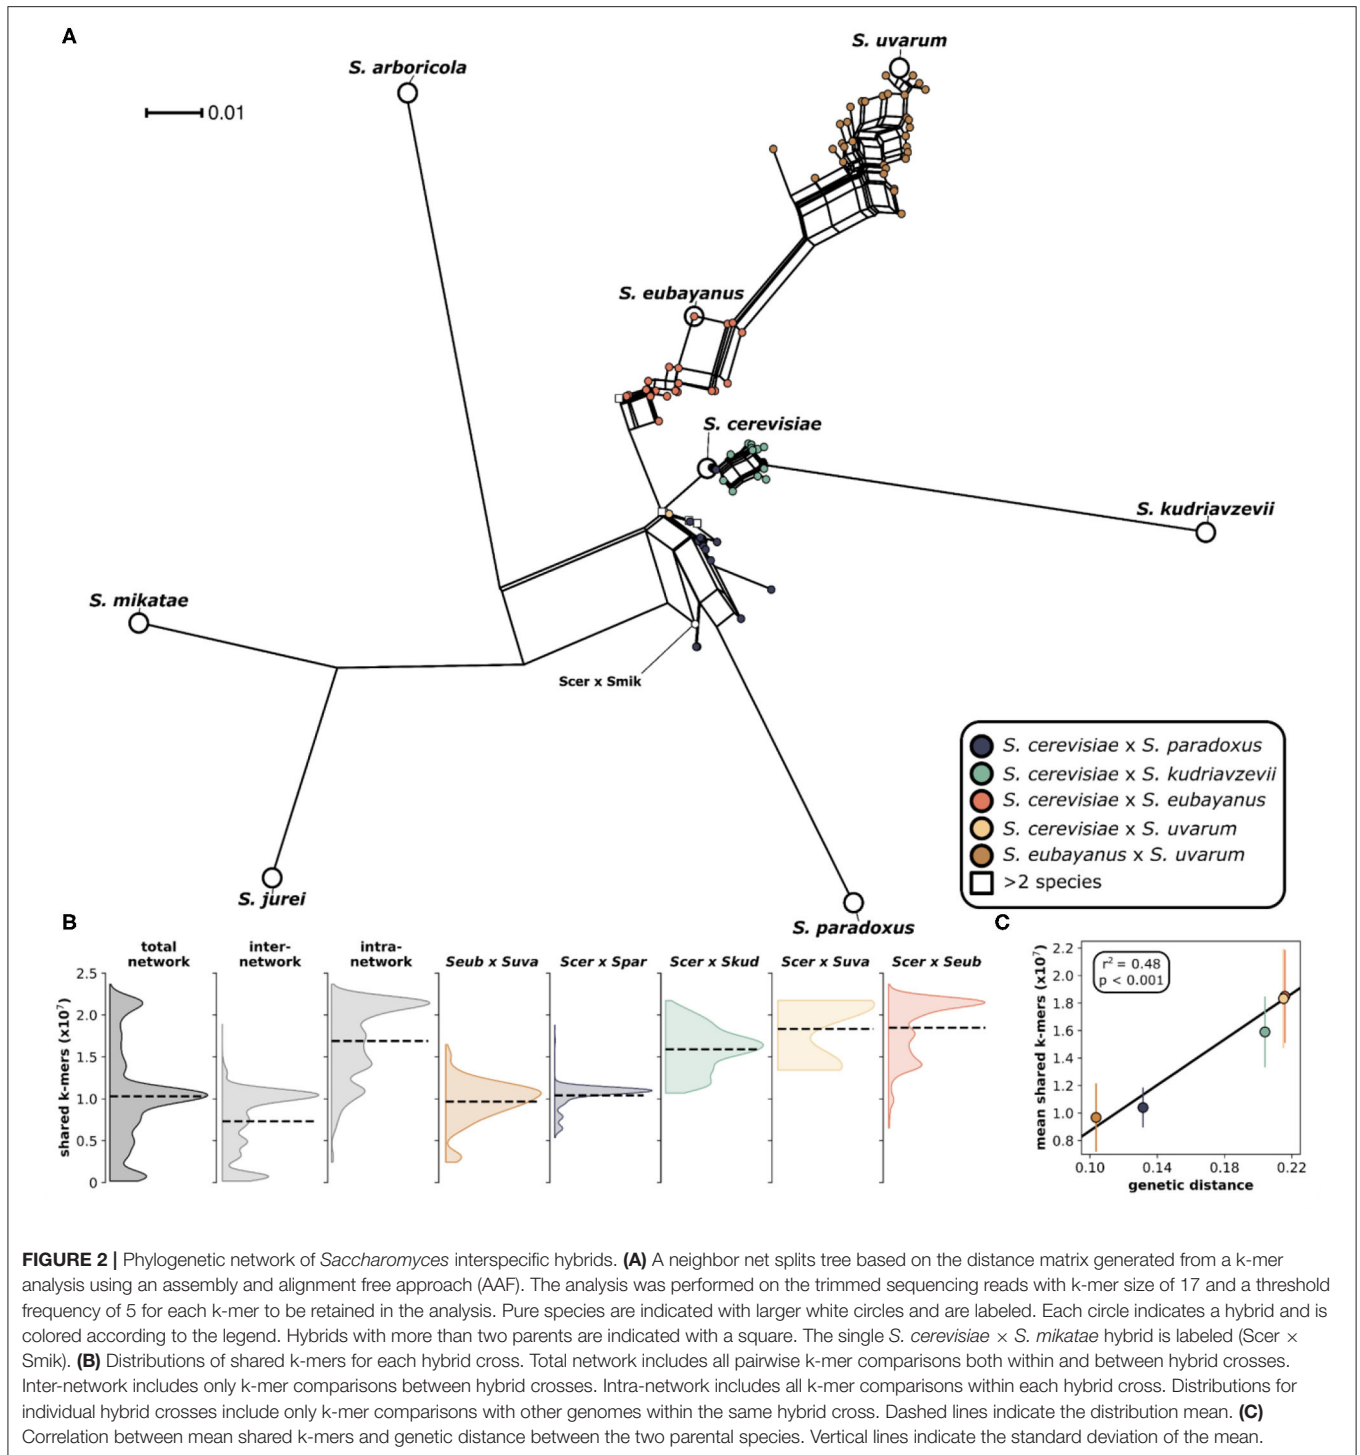 A
S. uvarum
S. arboricola
0.01
S. eubayanus
S. cerevisiae
S. kudriavzevii
S. mikatae
Scer x Smik
S. cerevisiae x S. paradoxus
S. cerevisiae x S. kudriavzevii
S. cerevisiae x S. eubayanus
S. cerevisiae x S. uvarum
S. eubayanus x S. uvarum
>2 species
S. jurei
S. paradoxus
B
total
network
inter-
network
intra-
network
Seub x Suva
Scer x Spar
Scer x Skud
Scer x Suva
Scer x Seub
shared k-mers (x10⁷)
2.5
2.0
1.5
1.0
0.5
0
C
r² = 0.48
p < 0.001
mean shared k-mers (x10⁷)
2.2
2.0
1.8
1.6
1.4
1.2
1.0
0.8
0.10 0.14 0.18 0.22
genetic distance
FIGURE 2 | Phylogenetic network of Saccharomyces interspecific hybrids. (A) A neighbor net splits tree based on the distance matrix generated from a k-mer
analysis using an assembly and alignment free approach (AAF). The analysis was performed on the trimmed sequencing reads with k-mer size of 17 and a threshold
frequency of 5 for each k-mer to be retained in the analysis. Pure species are indicated with larger white circles and are labeled. Each circle indicates a hybrid and is
colored according to the legend. Hybrids with more than two parents are indicated with a square. The single S. cerevisiae × S. mikatae hybrid is labeled (Scer ×
Smik). (B) Distributions of shared k-mers for each hybrid cross. Total network includes all pairwise k-mer comparisons both within and between hybrid crosses.
Inter-network includes only k-mer comparisons between hybrid crosses. Intra-network includes all k-mer comparisons within each hybrid cross. Distributions for
individual hybrid crosses include only k-mer comparisons with other genomes within the same hybrid cross. Dashed lines indicate the distribution mean. (C)
Correlation between mean shared k-mers and genetic distance between the two parental species. Vertical lines indicate the standard deviation of the mean.